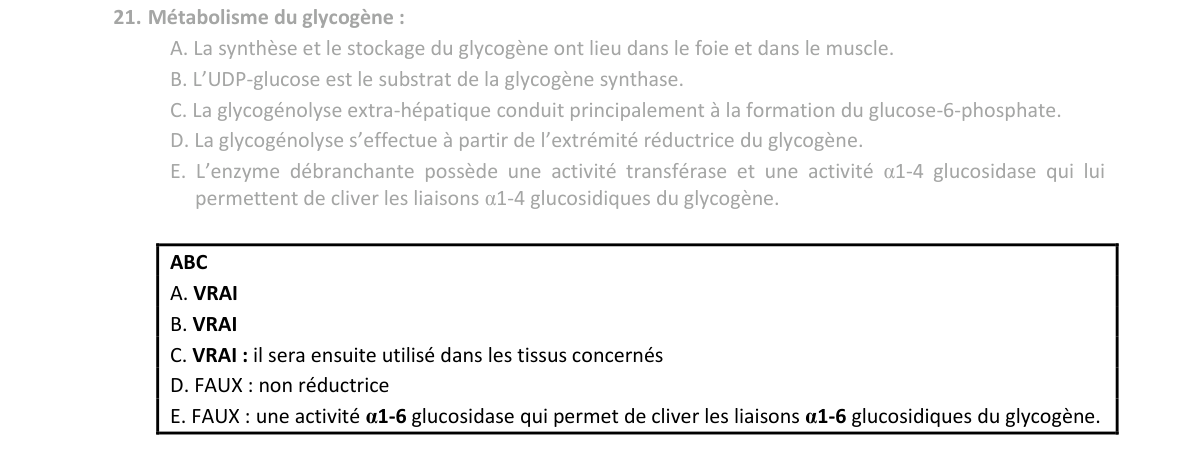 21. Métabolisme du glycogène :
A. La synthèse et le stockage du glycogène ont lieu dans le foie et dans le muscle.
B. L’UDP-glucose est le substrat de la glycogène synthase.
C. La glycogénolyse extra-hépatique conduit principalement à la formation du glucose-6-phosphate.
D. La glycogénolyse s’effectue à partir de l’extrémité réductrice du glycogène.
E. L’enzyme débranchante possède une activité transférase et une activité α1-4 glucosidase qui lui
permettent de cliver les liaisons α1-4 glucosidiques du glycogène.
ABC
A. VRAI
B. VRAI
C. VRAI : il sera ensuite utilisé dans les tissus concernés
D. FAUX : non réductrice
E. FAUX : une activité α1-6 glucosidase qui permet de cliver les liaisons α1-6 glucosidiques du glycogène.